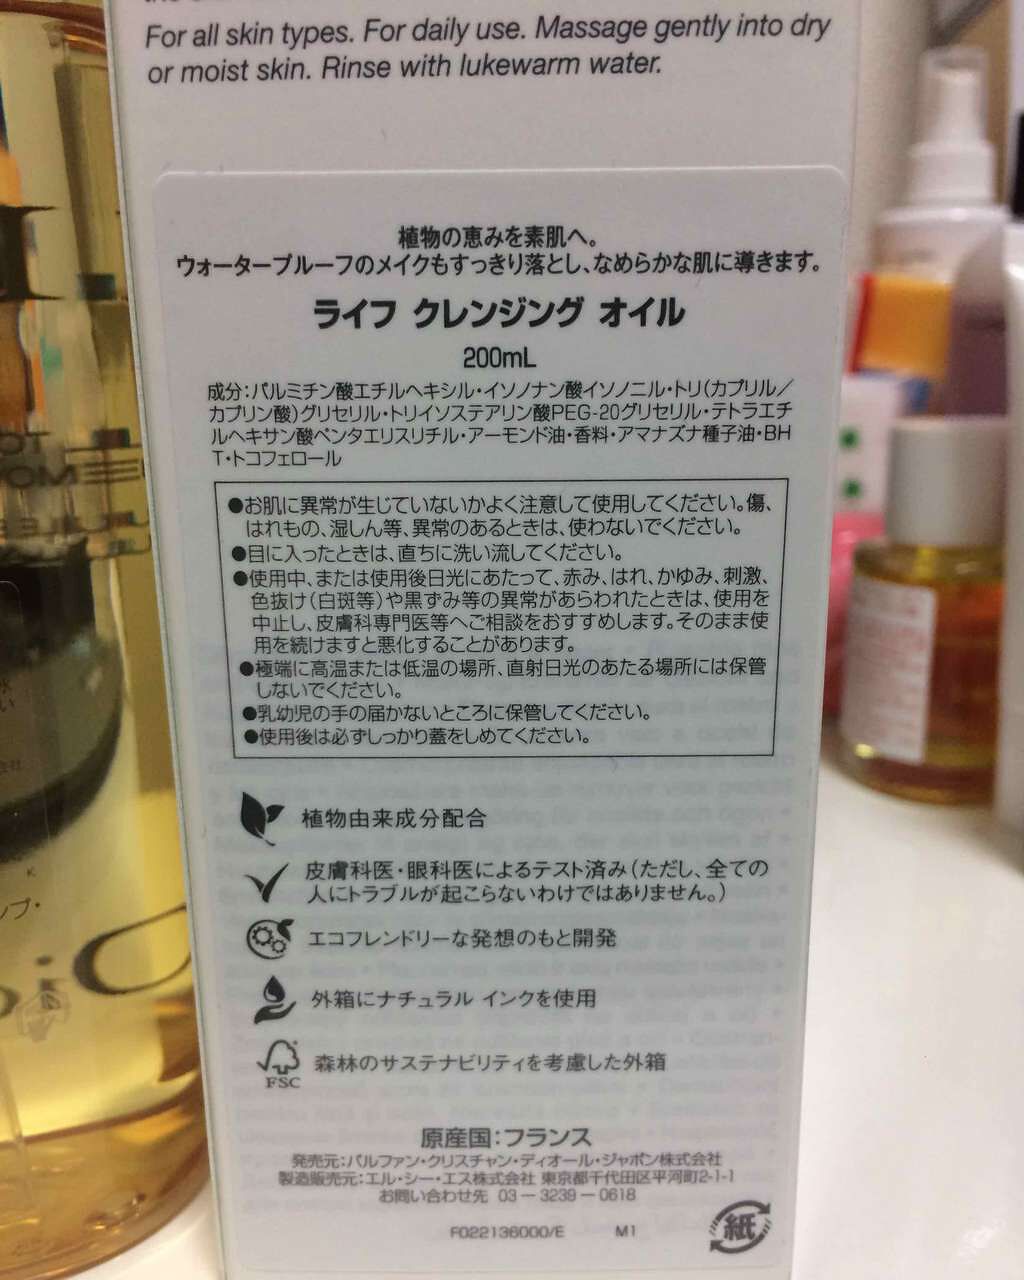 For all skin types. For daily use. Massage gently into dry
or moist skin. Rinse with lukewarm water.
植物の恵みを素肌へ。
ウォータープルーフのメイクもすっきり落とし、なめらかな肌に導きます。
ライフ クレンジング オイル
200mL
成分：パルミチン酸エチルヘキシル・イソノナン酸イソノニル・トリ（カプリル／
カプリン酸）グリセリル・トリイソステアリン酸PEG-20グリセリル・テトラエチ
ルヘキサン酸ペンタエリスリチル・アーモンド油・香料・アマナズナ種子油・BH
T・トコフェロール
●お肌に異常が生じていないかよく注意して使用してください。傷、
はれもの、湿しん等、異常のあるときは、使わないでください。
●目に入ったときは、直ちに洗い流してください。
●使用中、または使用後日光にあたって、赤み、はれ、かゆみ、刺激、
色抜け（白斑等）や黒ずみ等の異常があらわれたときは、使用を
中止し、皮膚科専門医等へご相談をおすすめします。そのまま使
用を続けますと悪化することがあります。
●極端に高温または低温の場所、直射日光のあたる場所には保管
しないでください。
●乳幼児の手の届かないところに保管してください。
●使用後は必ずしっかり蓋をしめてください。
植物由来成分配合
皮膚科医・眼科医によるテスト済み（ただし、全ての
人にトラブルが起こらないわけではありません。）
エコフレンドリーな発想のもと開発
外箱にナチュラル インクを使用
FSC
森林のサステナビリティを考慮した外箱
原産国：フランス
発売元：パルファン・クリスチャン・ディオール・ジャポン株式会社
製造販売元：エル・シー・エス株式会社 東京都千代田区平河町2-1-1
お問い合わせ先 03－3239－0618
F022136000/E M1
紙